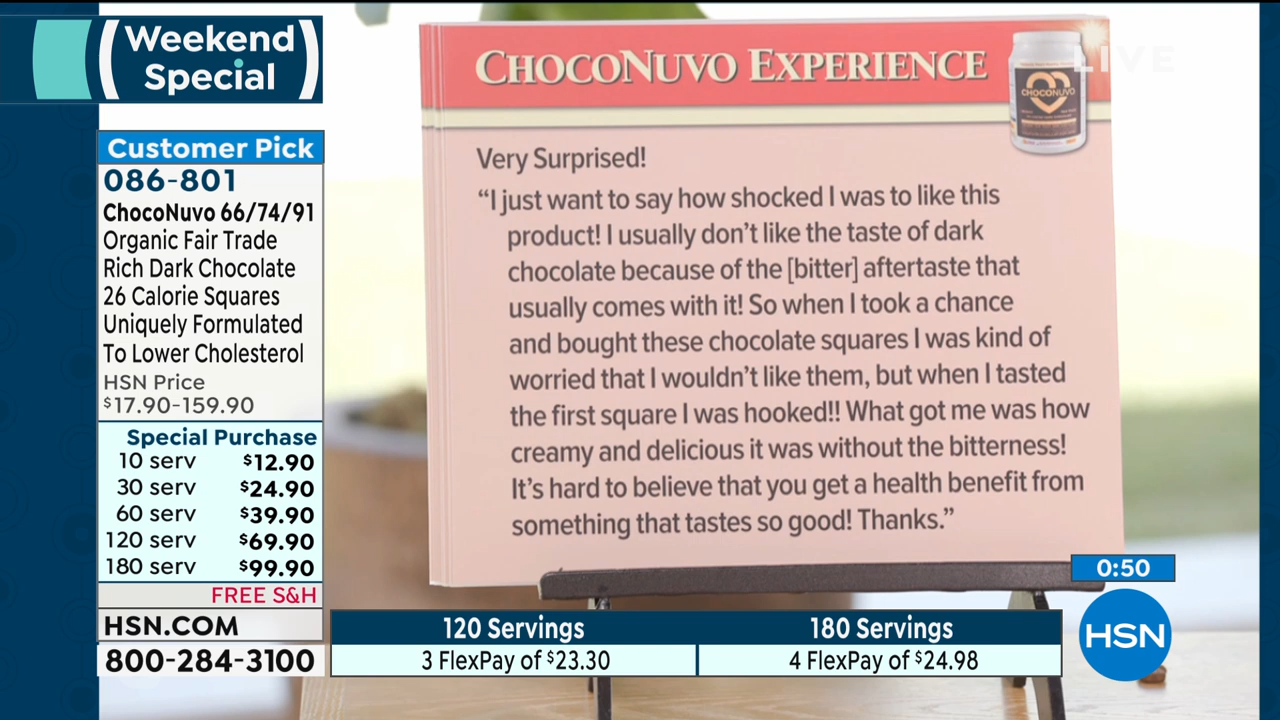 (Weekend
Special)
Customer Pick
086-801
ChocoNuvo 66/74/91
Organic Fair Trade
Rich Dark Chocolate
26 Calorie Squares
Uniquely Formulated
To Lower Cholesterol
HSN Price
$17.90-159.90
Special Purchase
10 serv $12.90
30 serv $24.90
60 serv $39.90
120 serv $69.90
180 serv $99.90
FREE S&H
HSN.COM
800-284-3100
CHOCONUVO EXPERIENCE
LIVE
CHOCONUVO
Very Surprised!
“I just want to say how shocked I was to like this
product! I usually don’t like the taste of dark
chocolate because of the [bitter] aftertaste that
usually comes with it! So when I took a chance
and bought these chocolate squares I was kind of
worried that I wouldn’t like them, but when I tasted
the first square I was hooked!! What got me was how
creamy and delicious it was without the bitterness!
It’s hard to believe that you get a health benefit from
something that tastes so good! Thanks.”
0:50
HSN
120 Servings
3 FlexPay of $23.30
180 Servings
4 FlexPay of $24.98